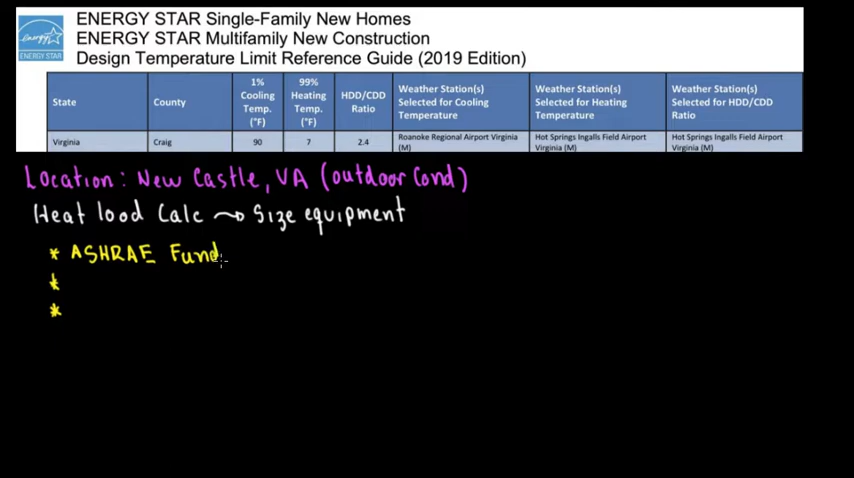 ENERGY STAR Single-Family New Homes
ENERGY STAR Multifamily New Construction
Design Temperature Limit Reference Guide (2019 Edition)
energy
ENERGY STAR
State County 1% Cooling Temp. (°F) 99% Heating Temp. (°F) HDD/CDD Ratio Weather Station(s) Selected for Cooling Temperature Weather Station(s) Selected for Heating Temperature Weather Station(s) Selected for HDD/CDD Ratio
Virginia Craig 90 7 2.4 Roanoke Regional Airport Virginia (M) Hot Springs Ingalls Field Airport Virginia (M) Hot Springs Ingalls Field Airport Virginia (M)
Location: New Castle, VA (outdoor Cond)
Heat load Calc → Size equipment
* ASHRAE Fund
*
*